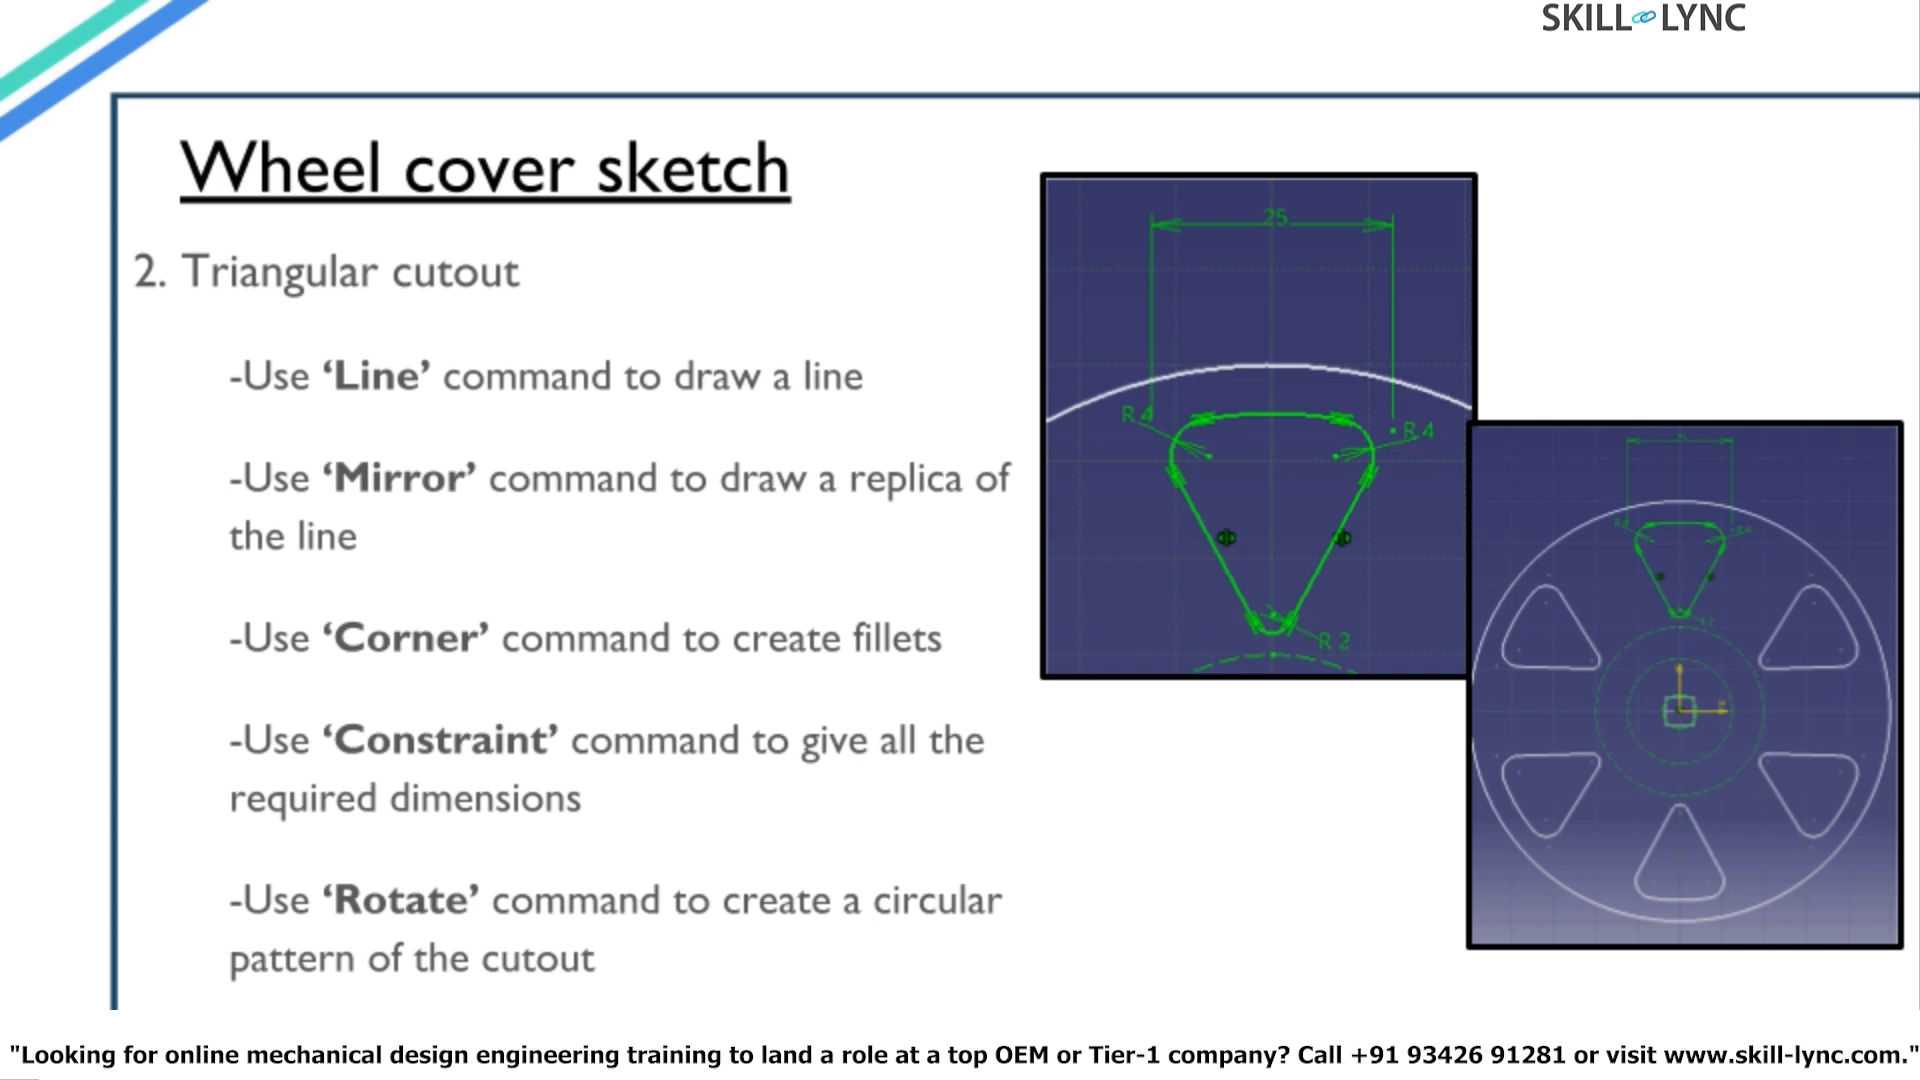 SKILL LYNC
Wheel cover sketch
2. Triangular cutout
-Use ‘Line’ command to draw a line
-Use ‘Mirror’ command to draw a replica of
the line
-Use ‘Corner’ command to create fillets
-Use ‘Constraint’ command to give all the
required dimensions
-Use ‘Rotate’ command to create a circular
pattern of the cutout
25
R 4
R 4
R 2
"Looking for online mechanical design engineering training to land a role at a top OEM or Tier-1 company? Call +91 93426 91281 or visit www.skill-lync.com."